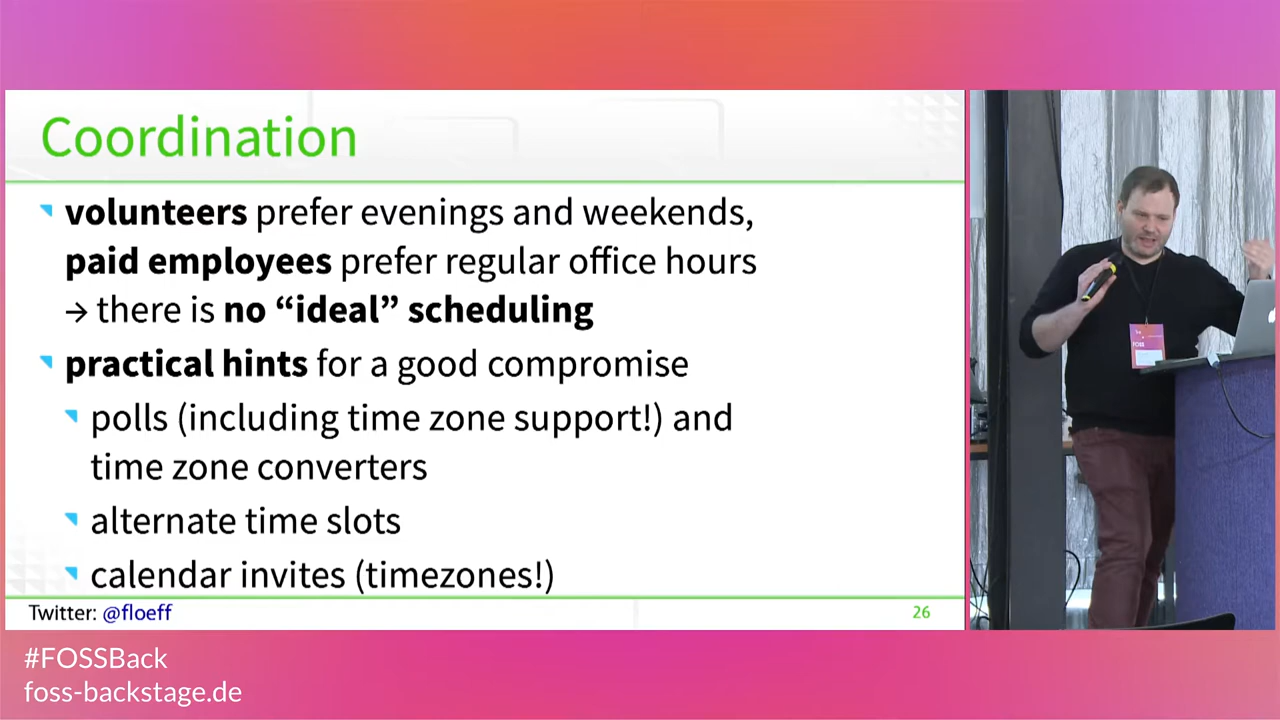 Coordination
volunteers prefer evenings and weekends,
paid employees prefer regular office hours
→ there is no “ideal” scheduling
practical hints for a good compromise
polls (including time zone support!) and
time zone converters
alternate time slots
calendar invites (timezones!)
Twitter: @floeff
26
FOSS
#FOSSBack
foss-backstage.de